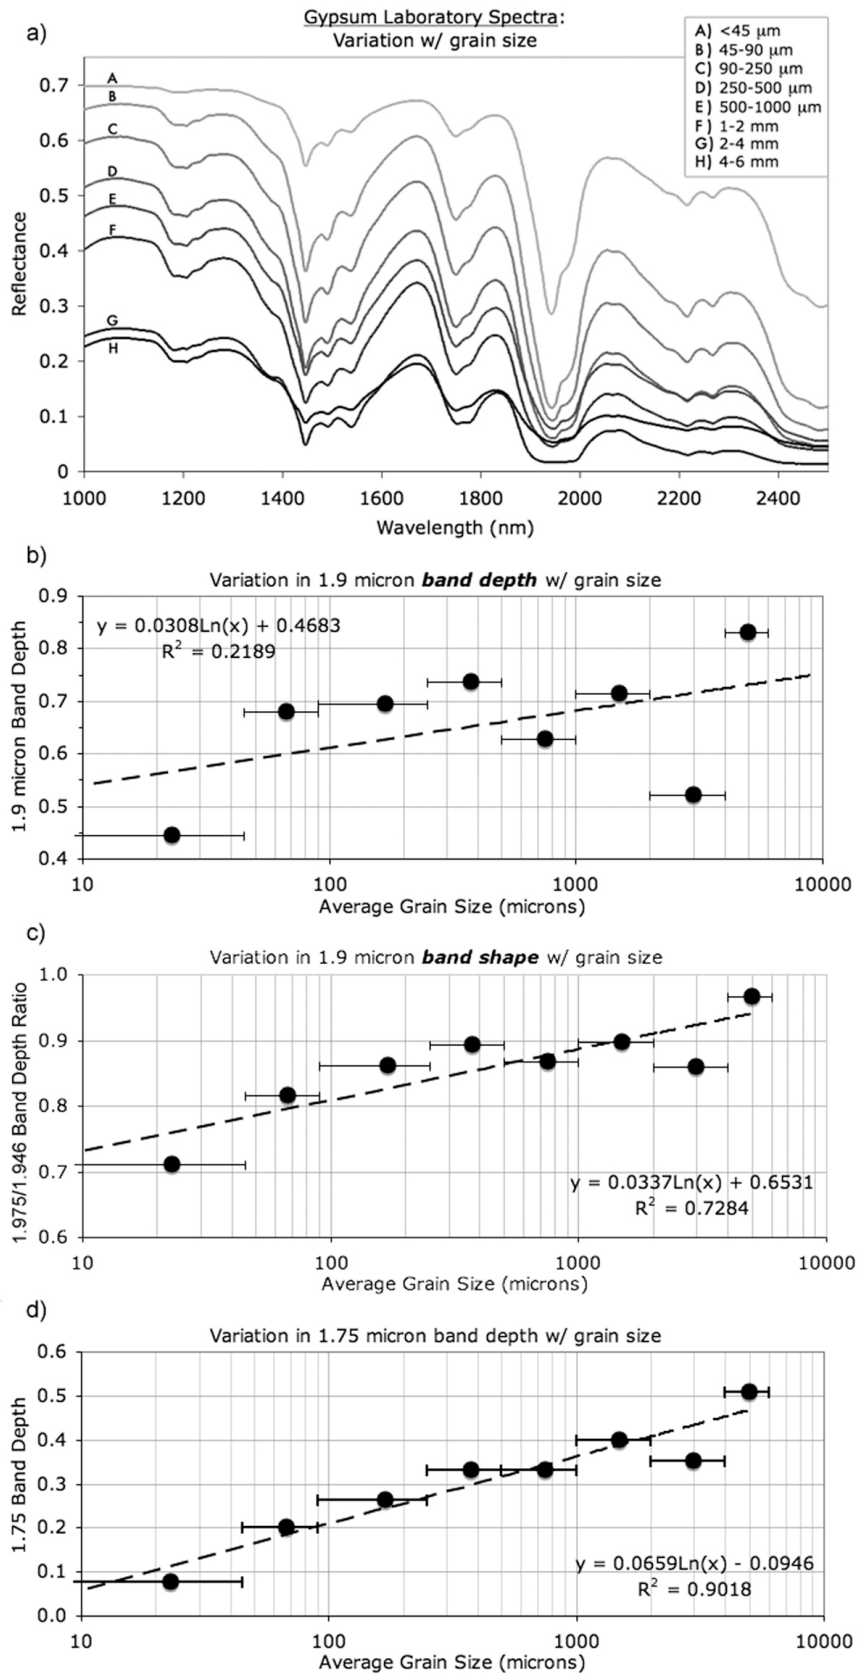 a)
Gypsum Laboratory Spectra:
Variation w/ grain size
A) <45 μm
B) 45-90 μm
C) 90-250 μm
D) 250-500 μm
E) 500-1000 μm
F) 1-2 mm
G) 2-4 mm
H) 4-6 mm
0.7
0.6
0.5
0.4
0.3
0.2
0.1
0
Reflectance
A
B
C
D
E
F
G
H
1000 1200 1400 1600 1800 2000 2200 2400
Wavelength (nm)
b)
Variation in 1.9 micron band depth w/ grain size
y = 0.0308Ln(x) + 0.4683
R² = 0.2189
0.9
0.8
0.7
0.6
0.5
0.4
1.9 micron Band Depth
10 100 1000 10000
Average Grain Size (microns)
c)
Variation in 1.9 micron band shape w/ grain size
1.0
0.9
0.8
0.7
0.6
1.975/1.946 Band Depth Ratio
y = 0.0337Ln(x) + 0.6531
R² = 0.7284
10 100 1000 10000
Average Grain Size (microns)
d)
Variation in 1.75 micron band depth w/ grain size
0.6
0.5
0.4
0.3
0.2
0.1
0.0
1.75 Band Depth
y = 0.0659Ln(x) - 0.0946
R² = 0.9018
10 100 1000 10000
Average Grain Size (microns)